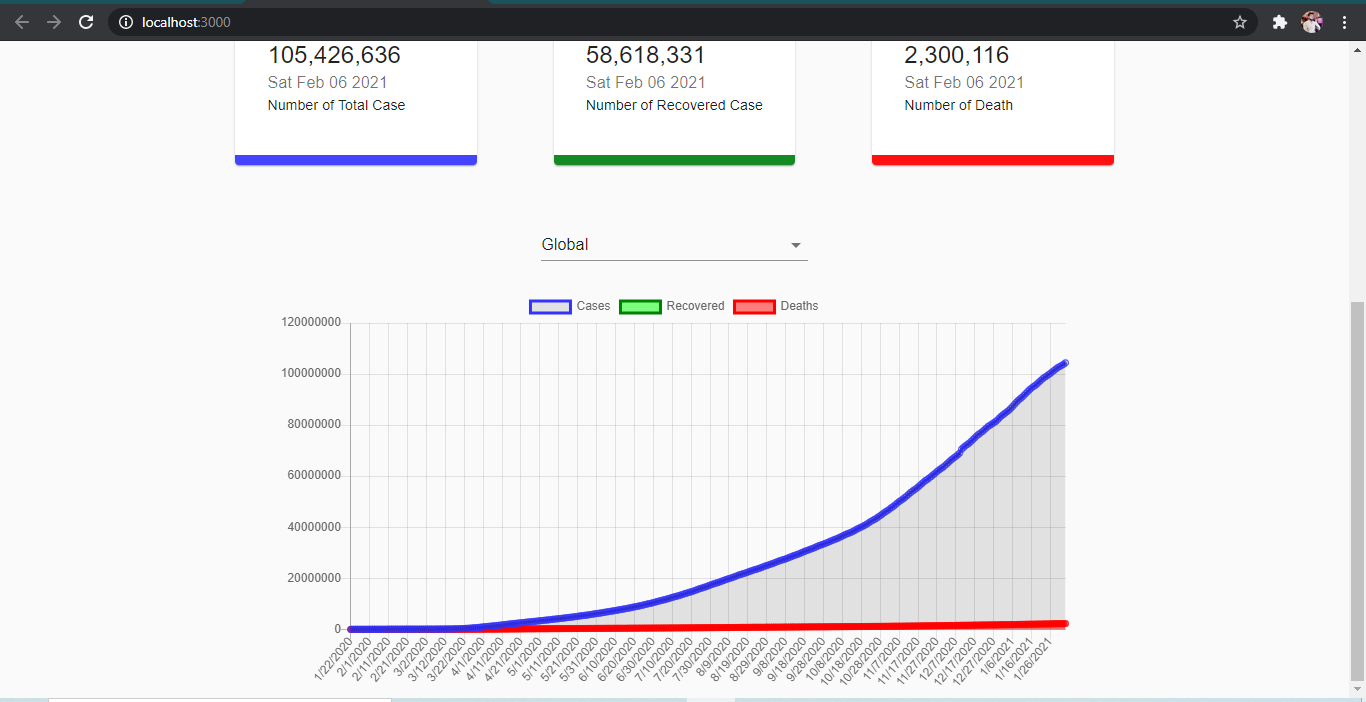 localhost:3000
105,426,636 58,618,331 2,300,116
Sat Feb 06 2021 Sat Feb 06 2021 Sat Feb 06 2021
Number of Total Case Number of Recovered Case Number of Death
Global
Cases Recovered Deaths
120000000
100000000
80000000
60000000
40000000
20000000
0
1/22/2020 2/1/2020 2/11/2020 2/21/2020 3/2/2020 3/12/2020 3/22/2020 4/1/2020 4/11/2020 4/21/2020 5/1/2020 5/11/2020 5/21/2020 5/31/2020 6/10/2020 6/20/2020 6/30/2020 7/10/2020 7/20/2020 7/30/2020 8/9/2020 8/19/2020 8/29/2020 9/8/2020 9/18/2020 9/28/2020 10/8/2020 10/18/2020 10/28/2020 11/7/2020 11/17/2020 11/27/2020 12/7/2020 12/17/2020 12/27/2020 1/6/2021 1/16/2021 1/26/2021